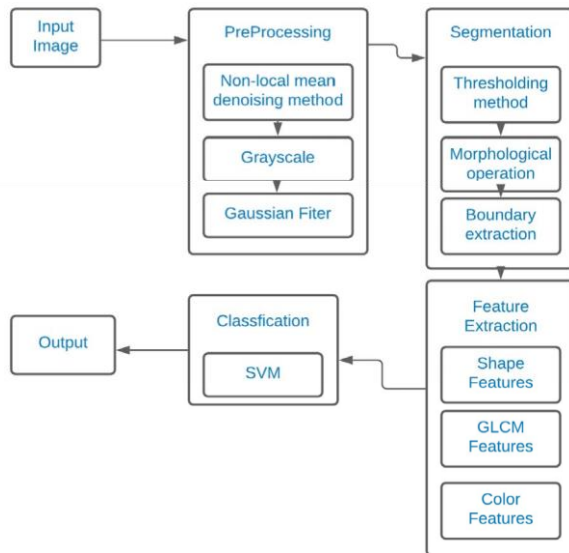 Input
Image
PreProcessing
Non-local mean
denoising method
Grayscale
Gaussian Fiter
Segmentation
Thresholding
method
Morphological
operation
Boundary
extraction
Feature
Extraction
Shape
Features
GLCM
Features
Color
Features
Classfication
SVM
Output